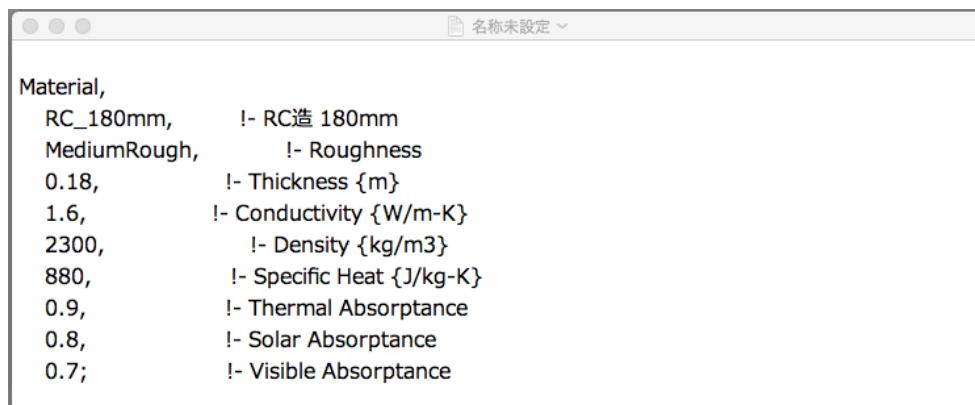 名称未設定
Material,
RC_180mm, !- RC造 180mm
MediumRough, !- Roughness
0.18, !- Thickness {m}
1.6, !- Conductivity {W/m-K}
2300, !- Density {kg/m3}
880, !- Specific Heat {J/kg-K}
0.9, !- Thermal Absorptance
0.8, !- Solar Absorptance
0.7; !- Visible Absorptance